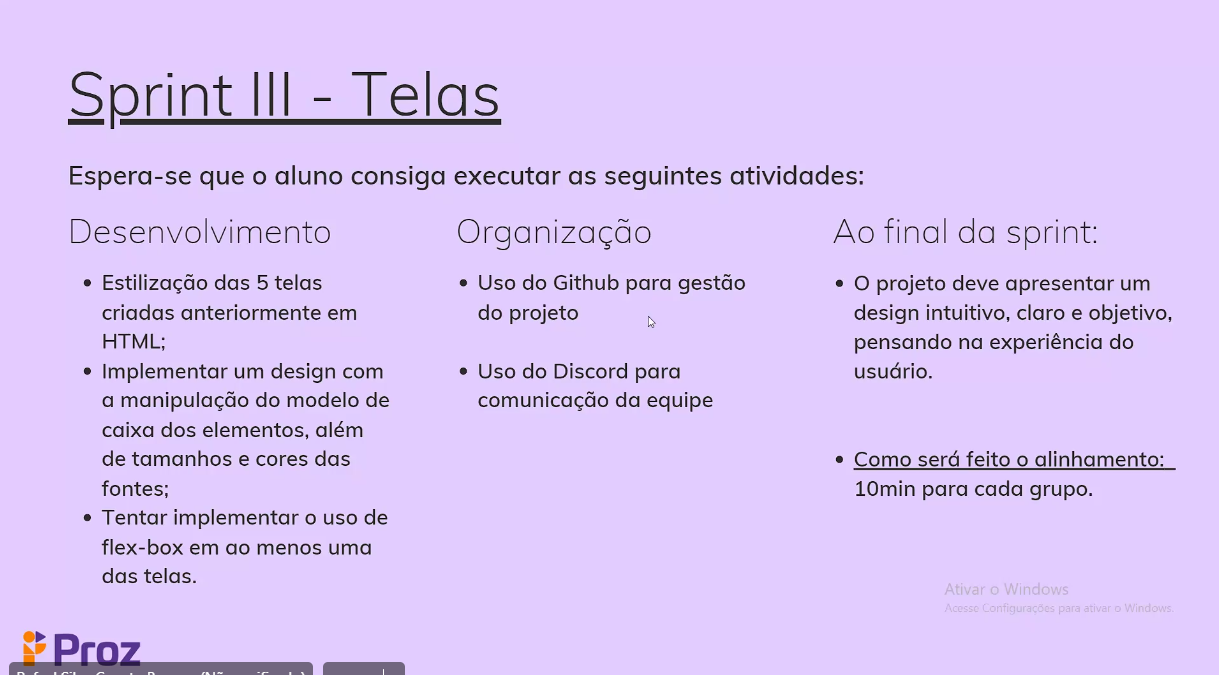 Sprint III - Telas
Espera-se que o aluno consiga executar as seguintes atividades:
Desenvolvimento
Estilização das 5 telas
criadas anteriormente em
HTML;
Implementar um design com
a manipulação do modelo de
caixa dos elementos, além
de tamanhos e cores das
fontes;
Tentar implementar o uso de
flex-box em ao menos uma
das telas.
Organização
Uso do Github para gestão
do projeto
Uso do Discord para
comunicação da equipe
Ao final da sprint:
O projeto deve apresentar um
design intuitivo, claro e objetivo,
pensando na experiência do
usuário.
Como será feito o alinhamento:
10min para cada grupo.
Ativar o Windows
Acesse Configurações para ativar o Windows.
Proz